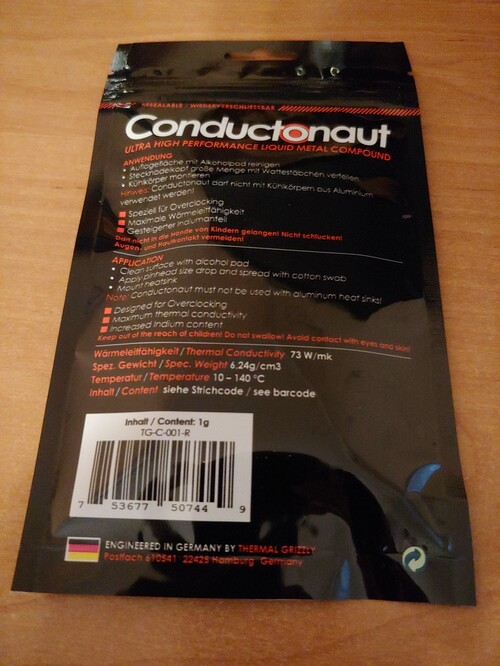 RESEALABLE / WIEDERVERSCHLIEßBAR
Conductonaut
ULTRA HIGH PERFORMANCE LIQUID METAL COMPOUND
ANWENDUNG
• Auflagefläche mit Alkoholpad reinigen
• Stecknadelkopf große Menge mit Wattestäbchen verteilen
• Kühlkörper montieren
Hinweis: Conductonaut darf nicht mit Kühlkörpern aus Aluminium
verwendet werden!
Speziell für Overclocking
Maximale Wärmeleitfähigkeit
Gesteigerter Indiumanteil
Darf nicht in die Hände von Kindern gelangen! Nicht schlucken!
Augen- und Hautkontakt vermeiden!
APPLICATION
• Clean surface with alcohol pad
• Apply pinhead size drop and spread with cotton swab
• Mount heatsink
Note: Conductonaut must not be used with aluminum heat sinks!
Designed for Overclocking
Maximum thermal conductivity
Increased indium content
Keep out of the reach of children! Do not swallow! Avoid contact with eyes and skin!
Wärmeleitfähigkeit / Thermal Conductivity 73 W/mk
Spez. Gewicht / Spec. Weight 6,24g/cm3
Temperatur / Temperature 10 – 140 °C
Inhalt / Content siehe Strichcode / see barcode
Inhalt / Content: 1g
TG-C-001-R
7 53677 50744 9
ENGINEERED IN GERMANY BY THERMAL GRIZZLY
Postfach 610541 22425 Hamburg Germany